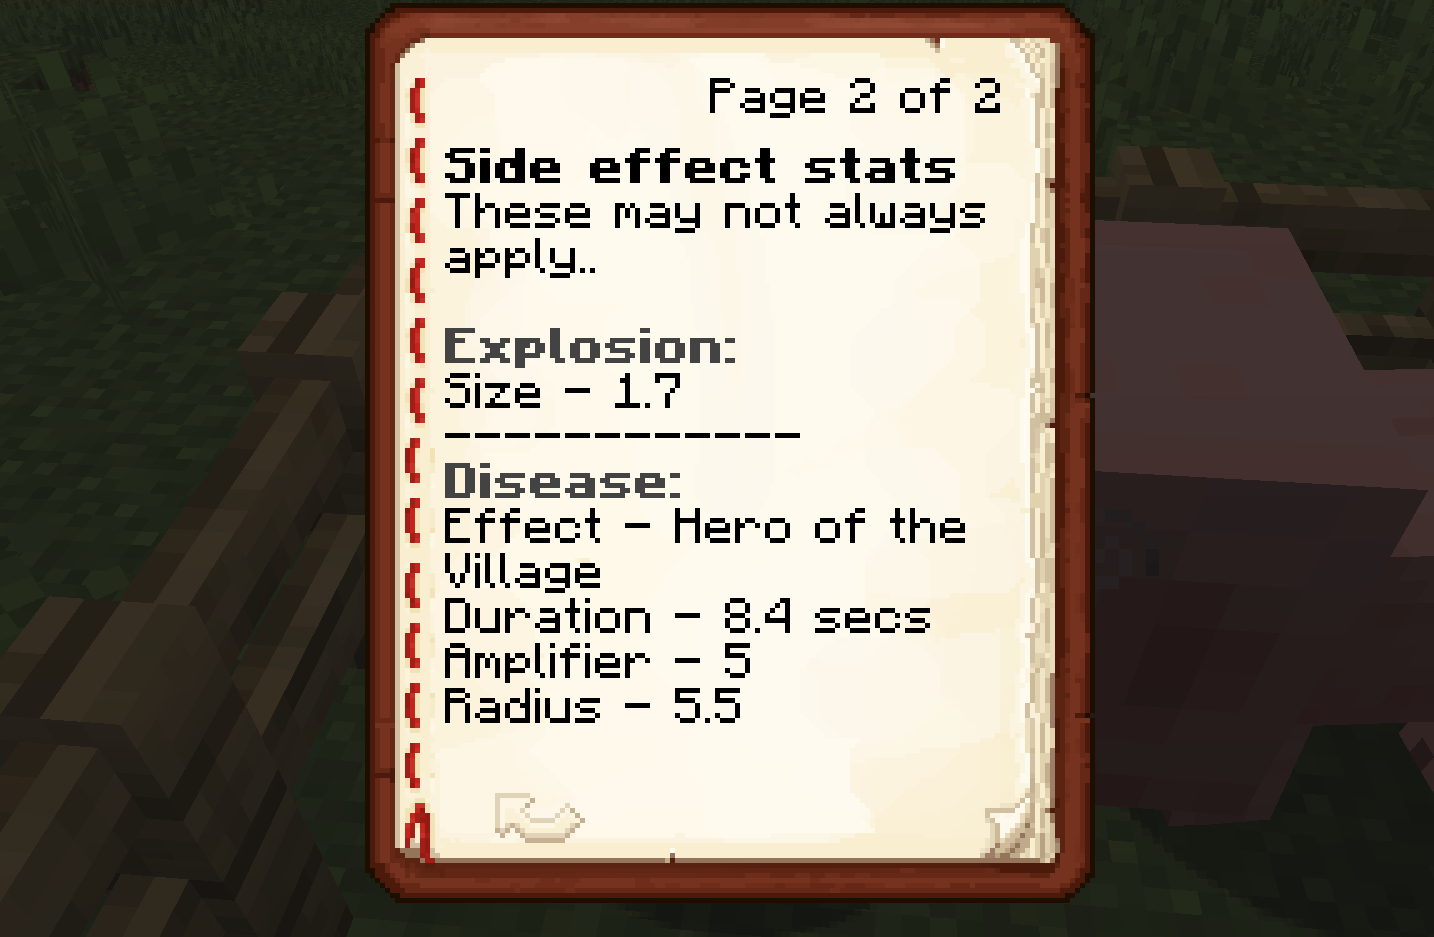 Page 2 of 2
Side effect stats
These may not always
apply..
Explosion:
Size - 1.7
------------
Disease:
Effect - Hero of the
Village
Duration - 8.4 secs
Amplifier - 5
Radius - 5.5